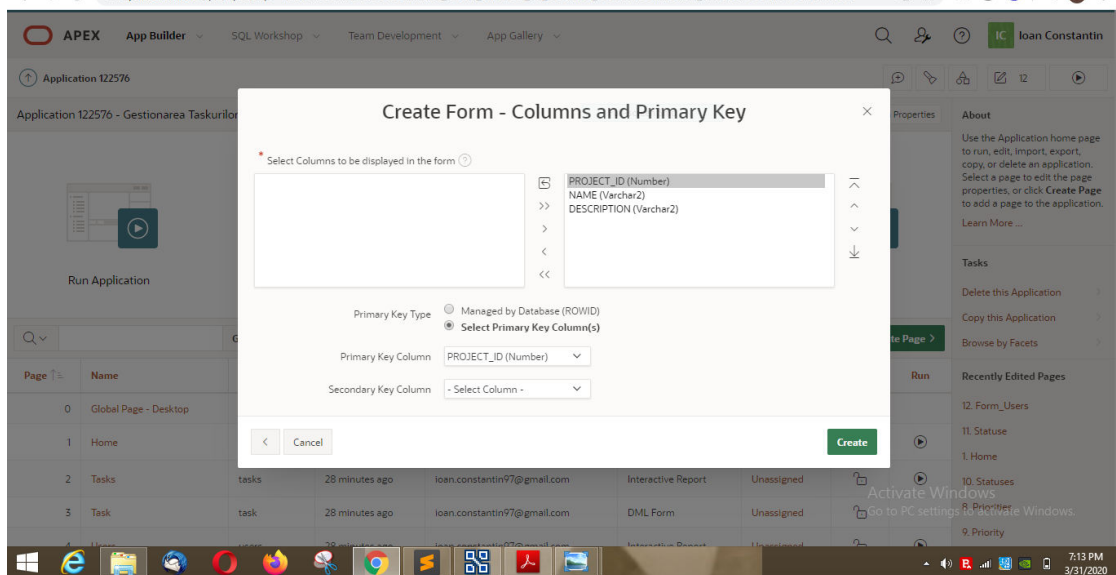 APEX App Builder SQL Workshop Team Development App Gallery IC Ioan Constantin
Application 122576 12
Application 122576 - Gestionarea Taskurilor Properties
Create Form - Columns and Primary Key
* Select Columns to be displayed in the form
PROJECT_ID (Number)
NAME (Varchar2)
DESCRIPTION (Varchar2)
Primary Key Type
Managed by Database (ROWID)
Select Primary Key Column(s)
Primary Key Column PROJECT_ID (Number)
Secondary Key Column - Select Column -
Cancel Create
Run Application
Page Name Run
0 Global Page - Desktop
1 Home
2 Tasks tasks 28 minutes ago ioan.constantin97@gmail.com Interactive Report Unassigned
3 Task task 28 minutes ago ioan.constantin97@gmail.com DML Form Unassigned
About
Use the Application home page
to run, edit, import, export,
copy, or delete an application.
Select a page to edit the page
properties, or click Create Page
to add a page to the application.
Learn More ...
Tasks
Delete this Application
Copy this Application
Browse by Facets
Recently Edited Pages
12. Form_Users
11. Statuse
1. Home
10. Statuses
8. Priorities
9. Priority
Activate Windows
Go to PC settings to activate Windows.
7:13 PM
3/31/2020